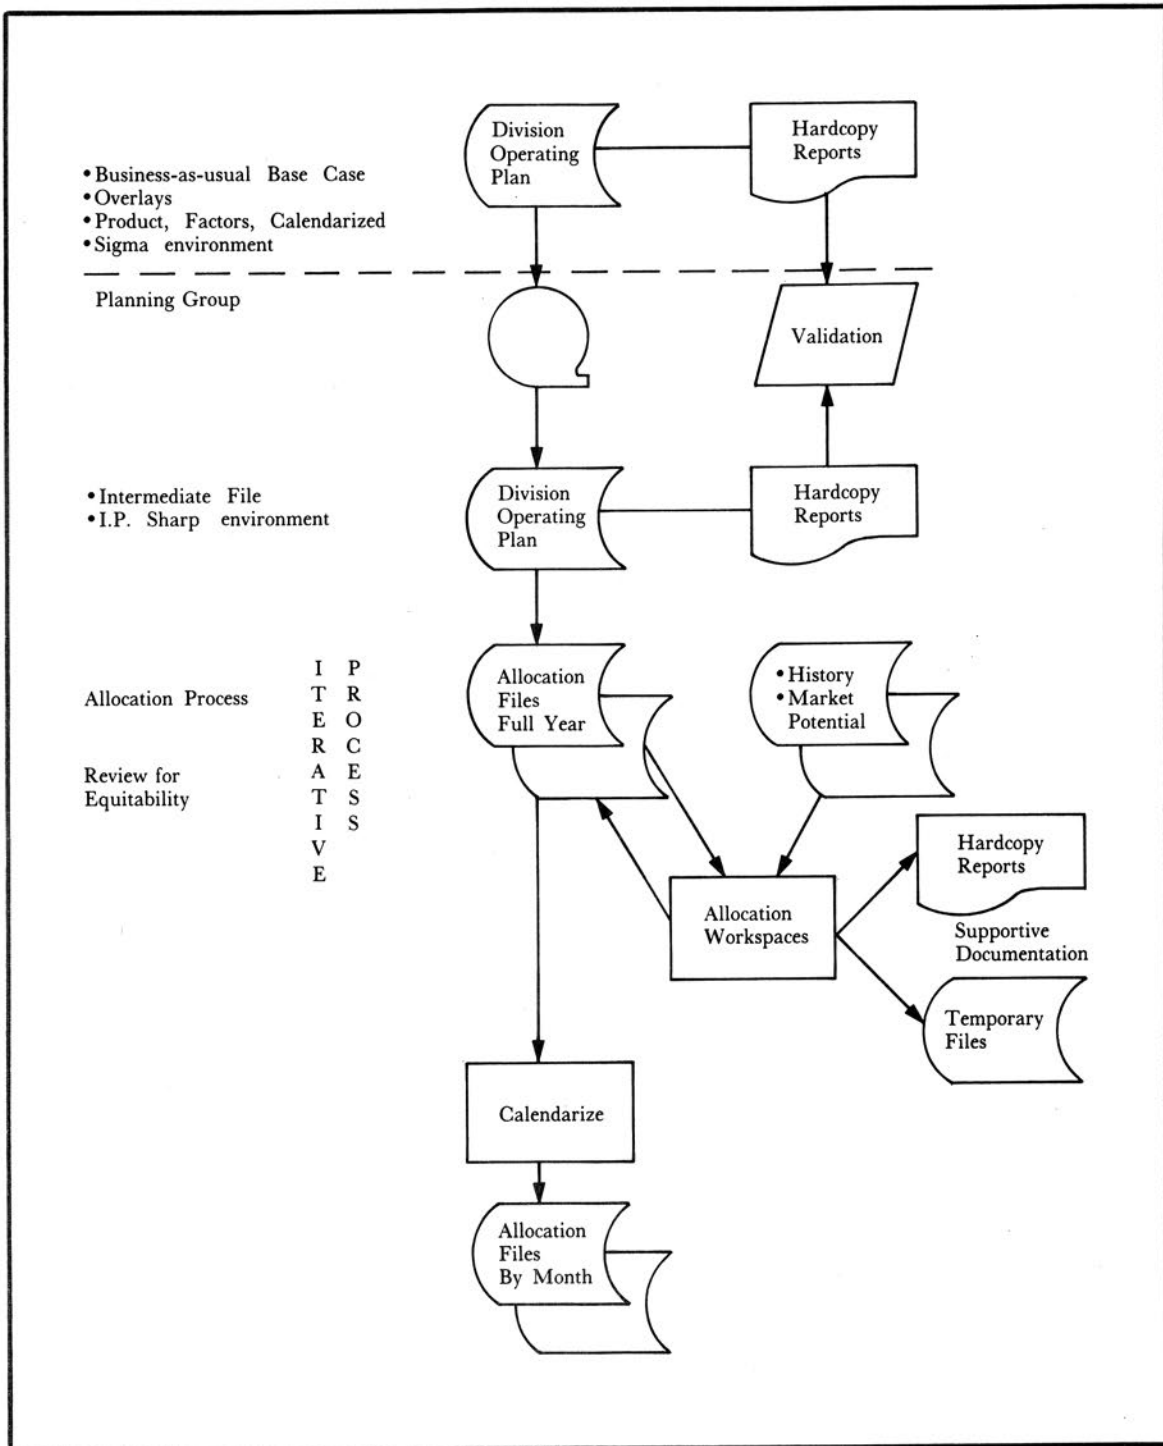 Division
Operating
Plan
Hardcopy
Reports
•Business-as-usual Base Case
•Overlays
•Product, Factors, Calendarized
•Sigma environment
Planning Group
Validation
•Intermediate File
•I.P. Sharp environment
Division
Operating
Plan
Hardcopy
Reports
Allocation Process
Review for
Equitability
ITERATIVE
PROCESS
Allocation
Files
Full Year
•History
•Market
Potential
Allocation
Workspaces
Hardcopy
Reports
Supportive
Documentation
Temporary
Files
Calendarize
Allocation
Files
By Month